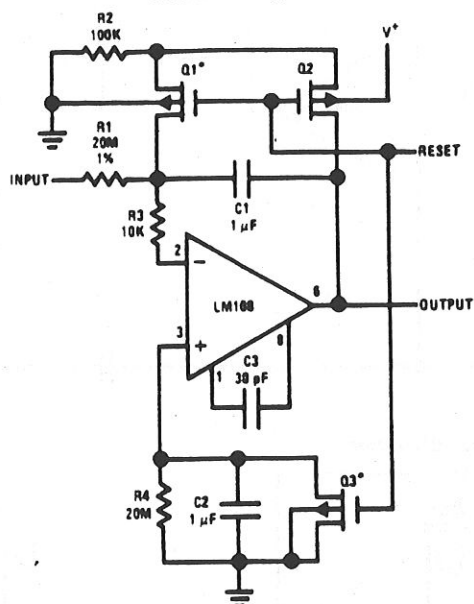 R2
100K
Q1*
Q2
V+
R1
20M
1%
RESET
INPUT
C1
1 µF
R3
10K
2
6
LM108
OUTPUT
3
8
C3
30 pF
1
Q3*
R4
20M
C2
1 µF